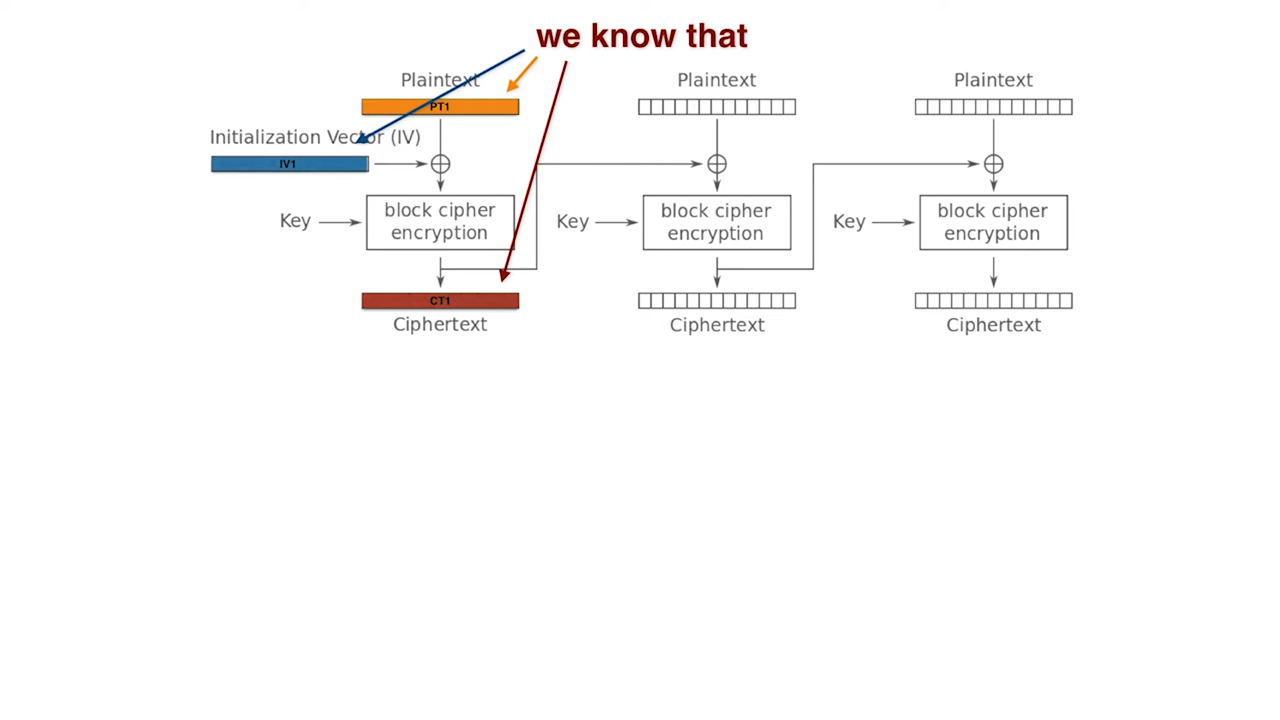 we know that
Plaintext Plaintext Plaintext
PT1
Initialization Vector (IV)
IV1
Key block cipher encryption Key block cipher encryption Key block cipher encryption
CT1
Ciphertext Ciphertext Ciphertext